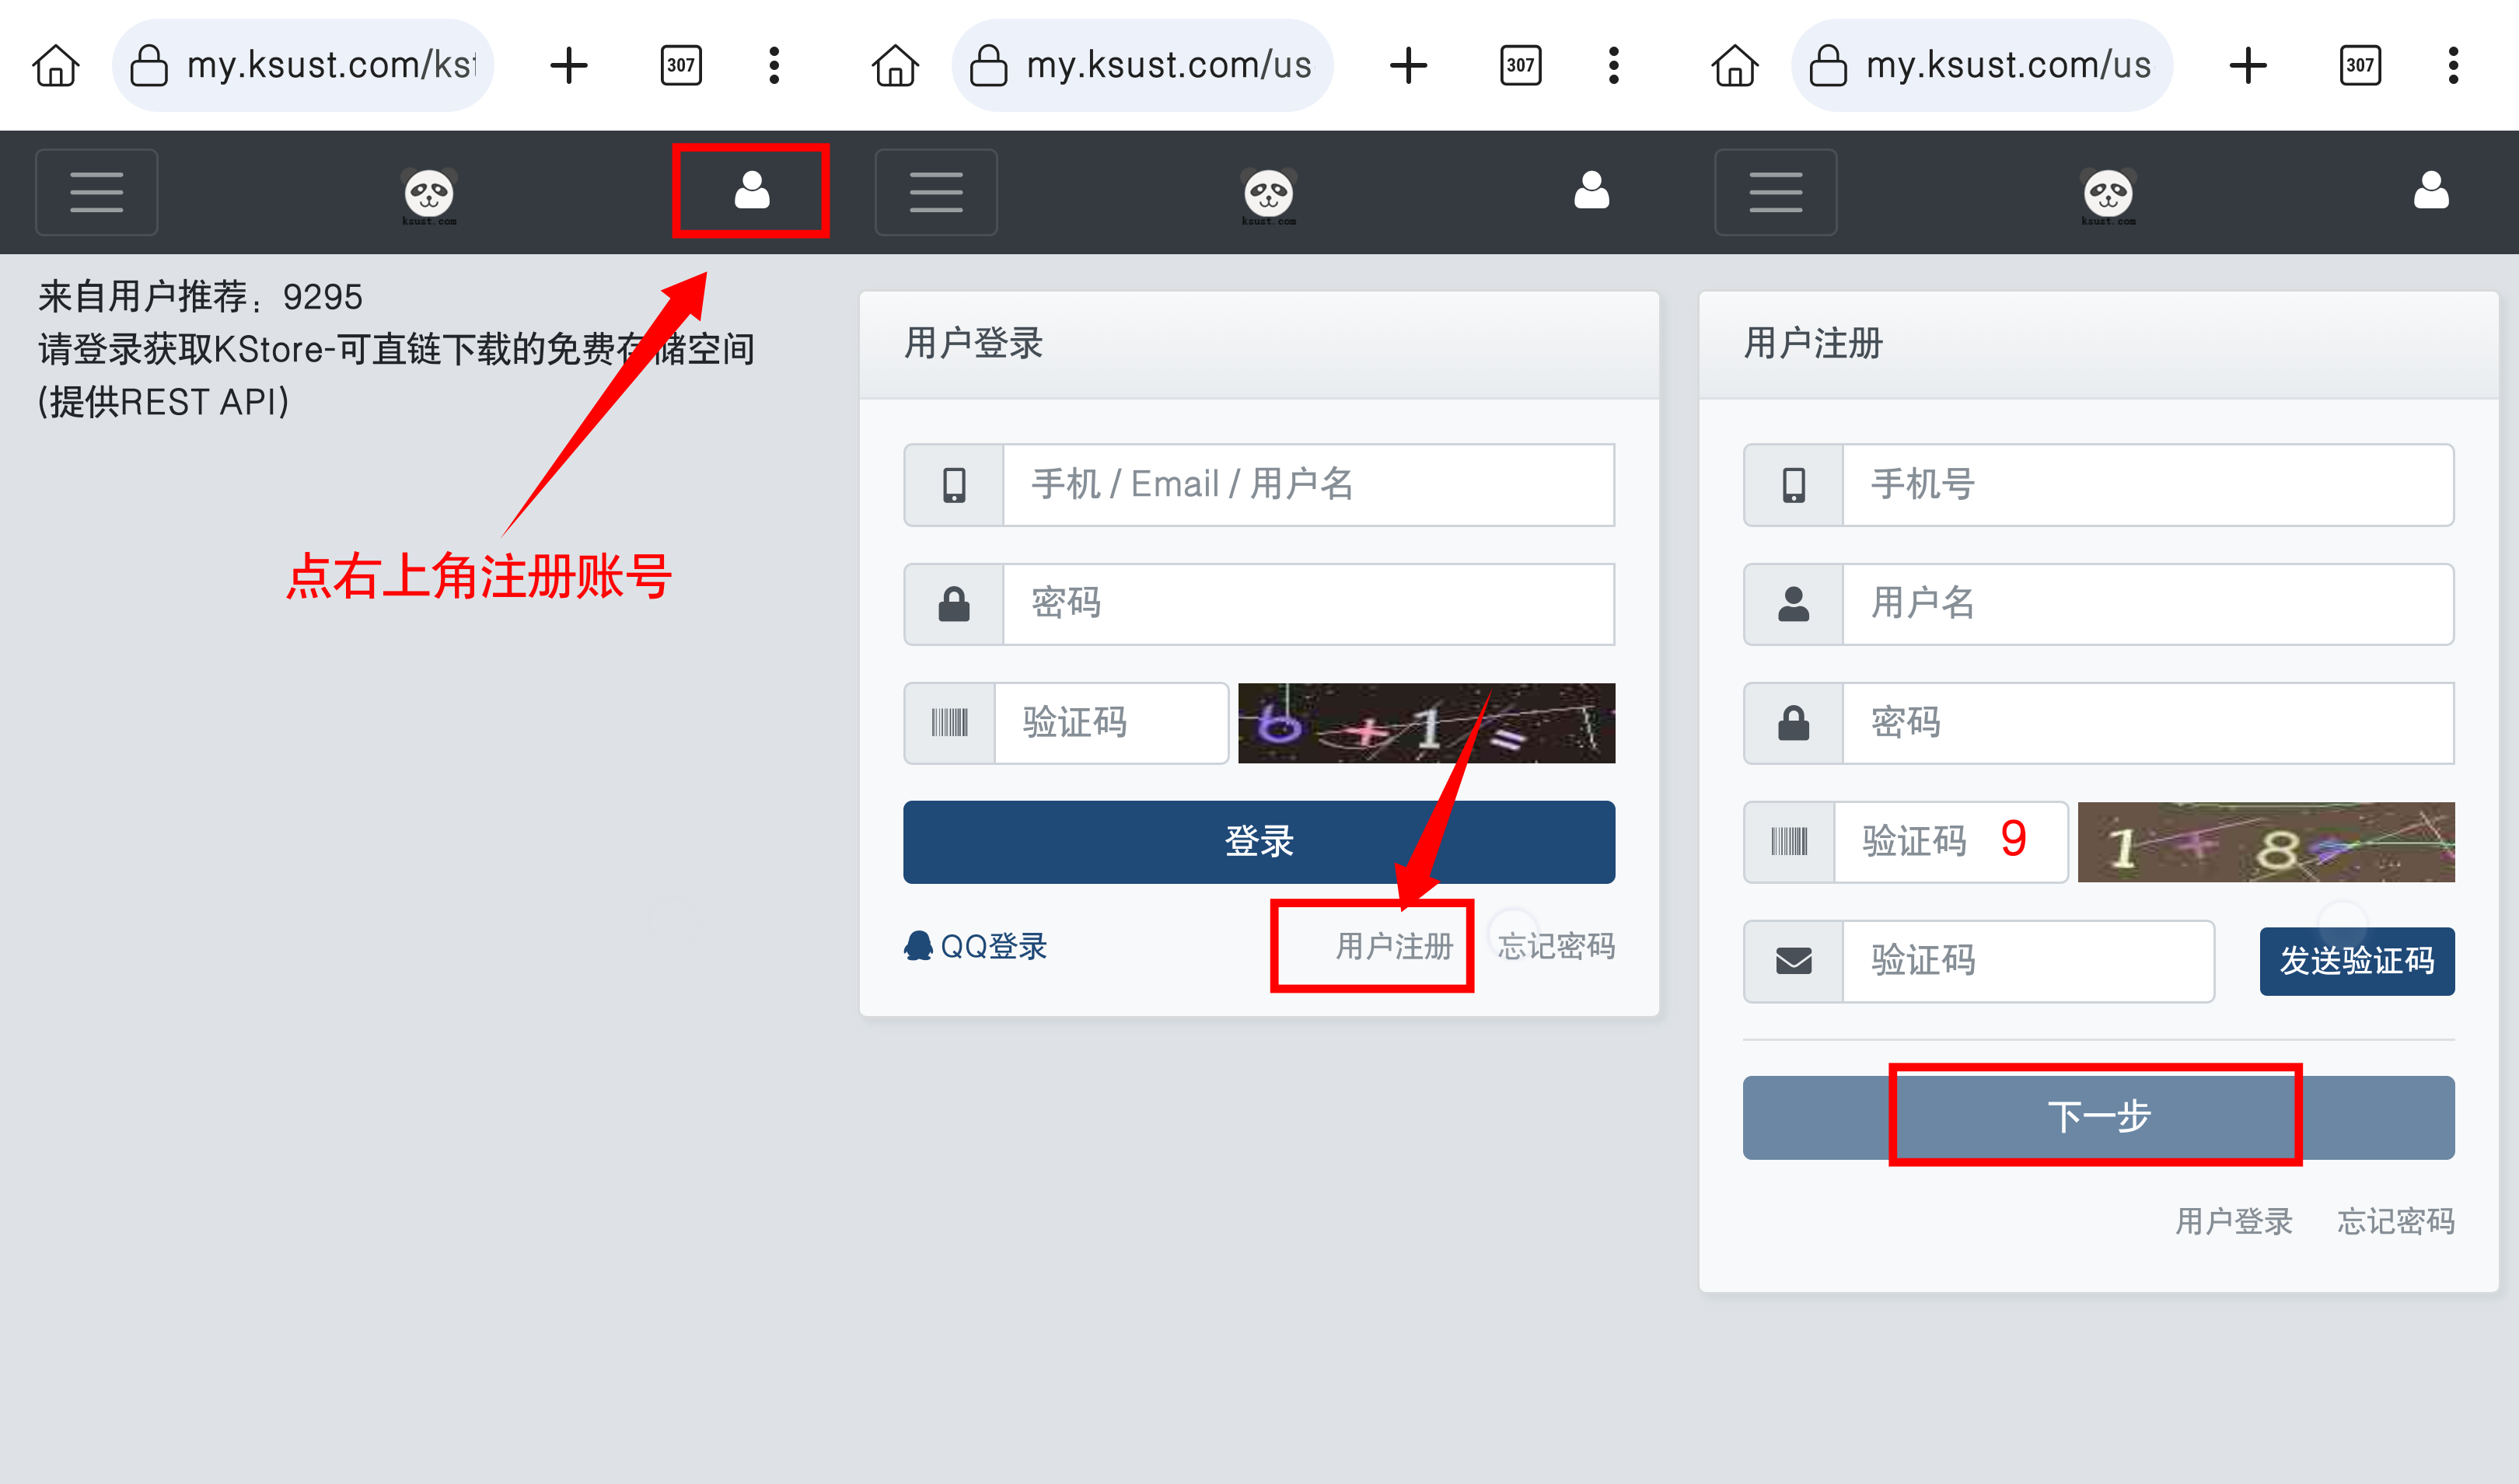 my.ksust.com/kst
307
ksust.com
来自用户推荐：9295
请登录获取KStore-可直链下载的免费存储空间
(提供REST API)
点右上角注册账号
my.ksust.com/us
307
ksust.com
用户登录
手机 / Email / 用户名
密码
验证码
6 + 1 =
登录
QQ登录
用户注册
忘记密码
my.ksust.com/us
307
ksust.com
用户注册
手机号
用户名
密码
验证码 9
1 + 8 =
验证码
发送验证码
下一步
用户登录
忘记密码